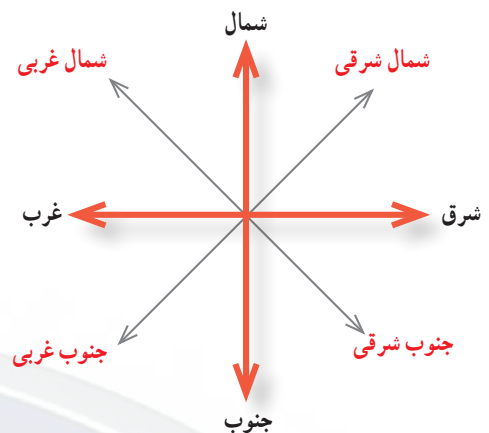 شمال
شمال شرقی
شمال غربی
شرق
غرب
جنوب شرقی
جنوب غربی
جنوب